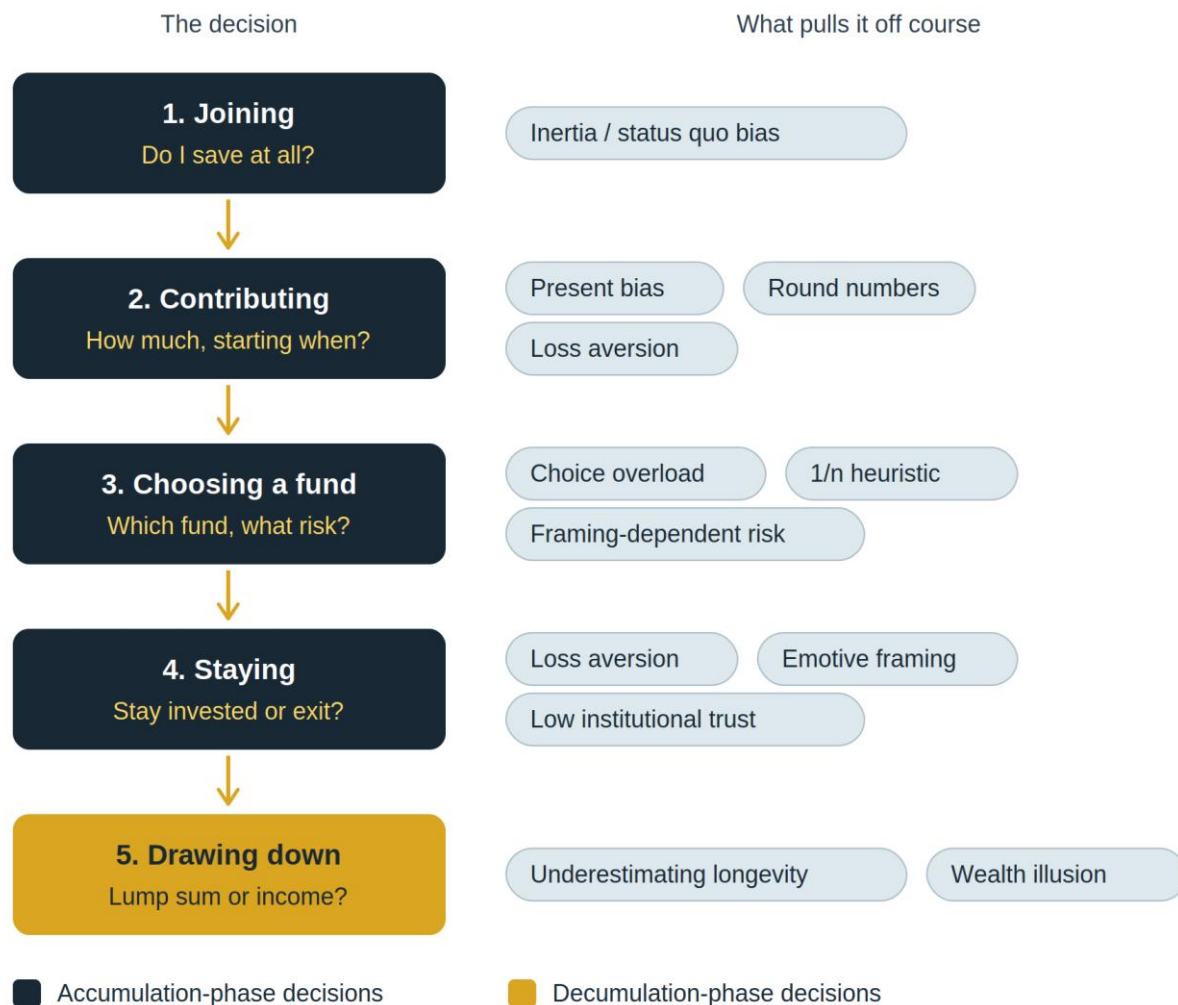 The decision
What pulls it off course
1. Joining
Do I save at all?
Inertia / status quo bias
2. Contributing
How much, starting when?
Present bias
Round numbers
Loss aversion
3. Choosing a fund
Which fund, what risk?
Choice overload
1/n heuristic
Framing-dependent risk
4. Staying
Stay invested or exit?
Loss aversion
Emotive framing
Low institutional trust
5. Drawing down
Lump sum or income?
Underestimating longevity
Wealth illusion
Accumulation-phase decisions
Decumulation-phase decisions